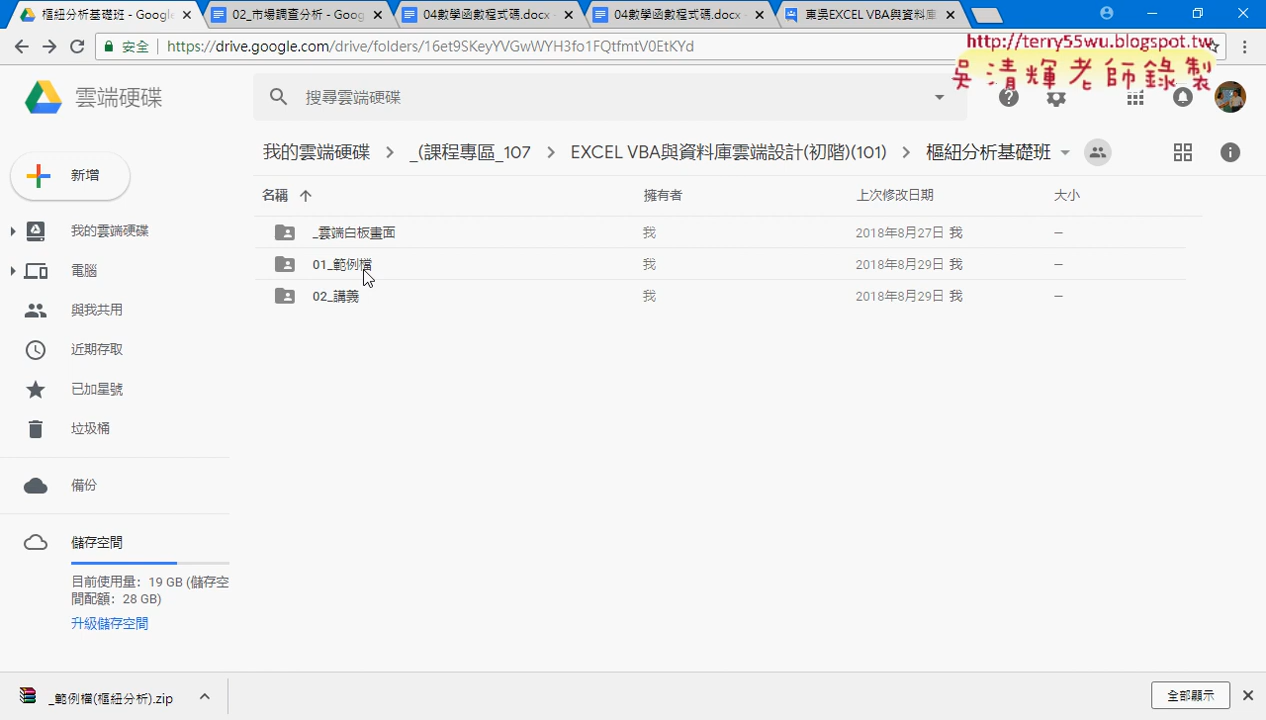 樞紐分析基礎班 - Google
02_市場調查分析 - Goog
04數學函數程式碼.docx -
04數學函數程式碼.docx -
東吳EXCEL VBA與資料庫
安全
https://drive.google.com/drive/folders/16et9SKeyYVGwWYH3fo1FQtfmtV0EtKYd
http://terry55wu.blogspot.tw
吳清輝老師錄製
雲端硬碟
搜尋雲端硬碟
新增
我的雲端硬碟 > _(課程專區_107 > EXCEL VBA與資料庫雲端設計(初階)(101) > 樞紐分析基礎班
名稱 擁有者 上次修改日期 大小
_雲端白板畫面 我 2018年8月27日 我 —
01_範例檔 我 2018年8月29日 我 —
02_講義 我 2018年8月29日 我 —
我的雲端硬碟
電腦
與我共用
近期存取
已加星號
垃圾桶
備份
儲存空間
目前使用量：19 GB (儲存空
間配額：28 GB)
升級儲存空間
_範例檔(樞紐分析).zip
全部顯示